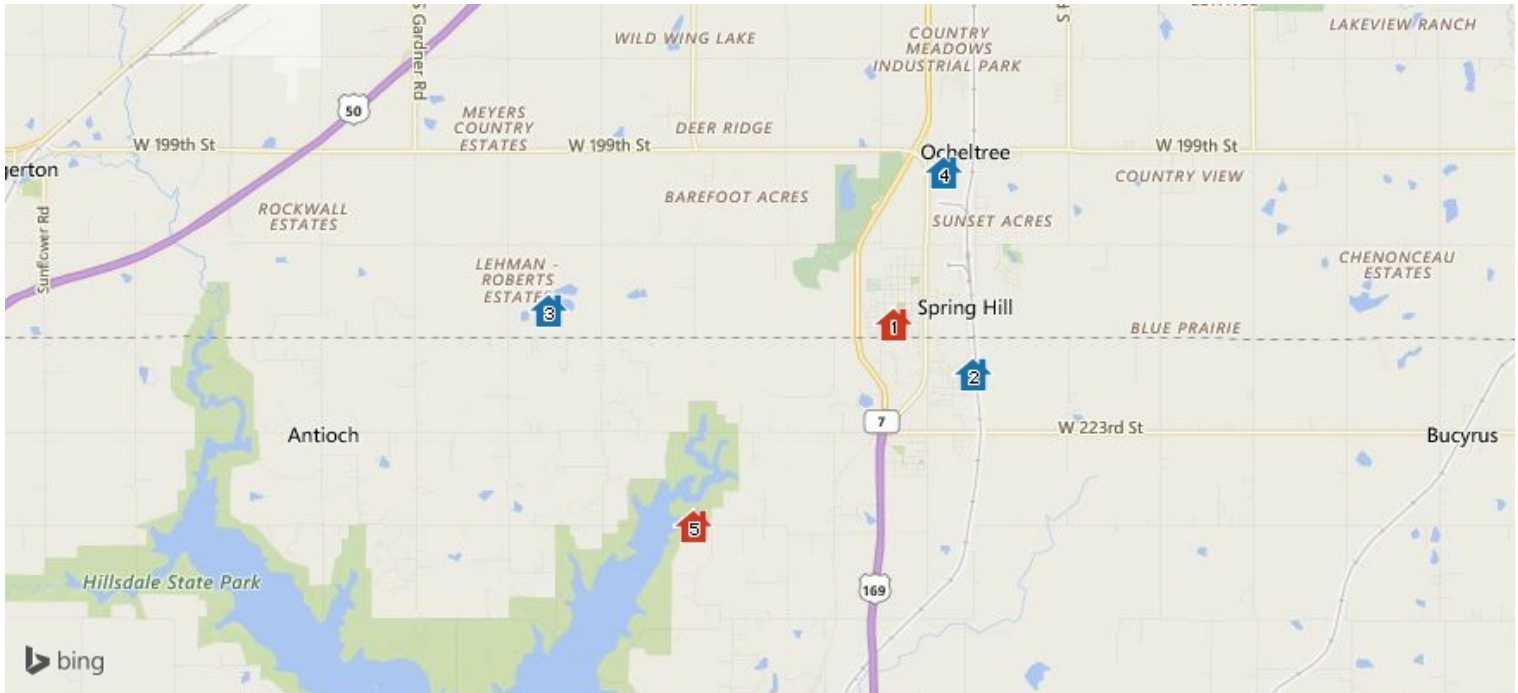 WILD WING LAKE
COUNTRY
MEADOWS
INDUSTRIAL PARK
LAKEVIEW RANCH
S Gardner Rd
50
MEYERS
COUNTRY
ESTATES
DEER RIDGE
W 199th St
W 199th St
Ocheltree
W 199th St
gerton
4
COUNTRY VIEW
BAREFOOT ACRES
ROCKWALL
ESTATES
SUNSET ACRES
Sunflower Rd
LEHMAN -
ROBERTS
ESTATES
3
CHENONCEAU
ESTATES
Spring Hill
1
BLUE PRAIRIE
2
7
W 223rd St
Antioch
Bucyrus
5
Hillsdale State Park
169
bing